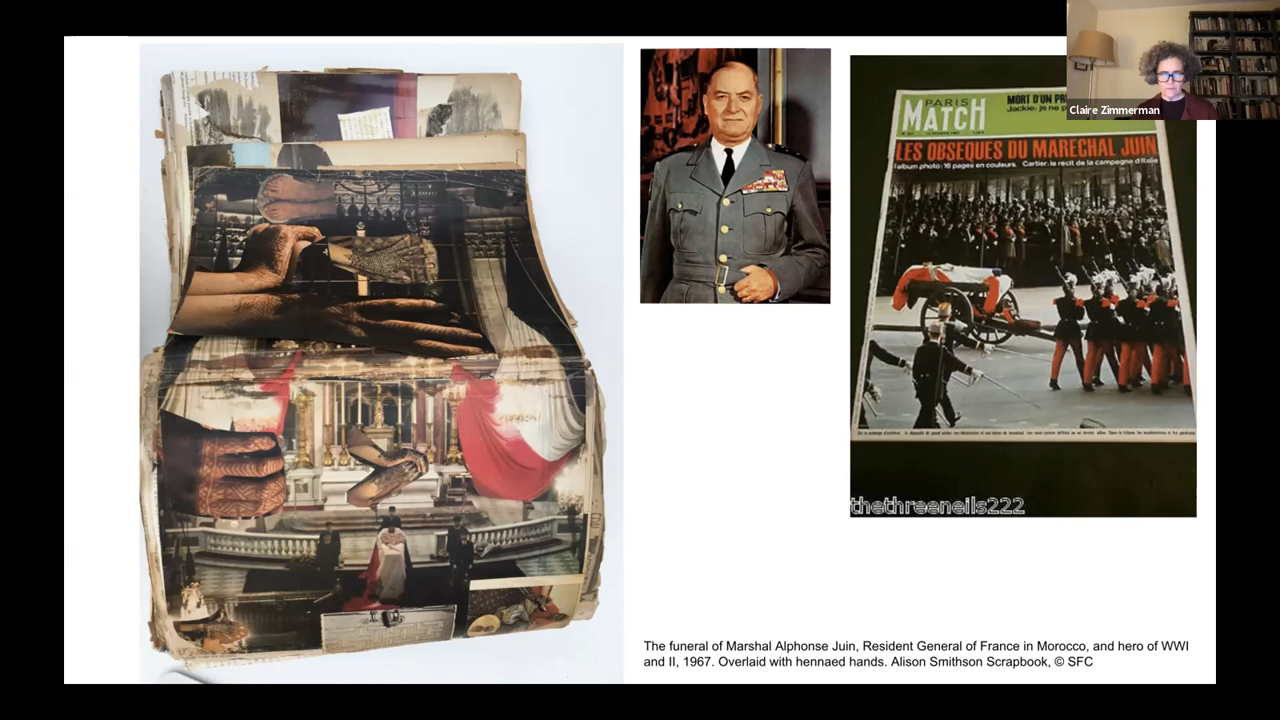 Claire Zimmerman
PARIS
MATCH
MORT D'UN
Jackie: je ne
LES OBSEQUES DU MARECHAL JUIN
l'album photo: 16 pages en couleurs. Cartier: le récit de la campagne d'Italie
thethreeneils222
The funeral of Marshal Alphonse Juin, Resident General of France in Morocco, and hero of WWI
and II, 1967. Overlaid with hennaed hands. Alison Smithson Scrapbook, © SFC